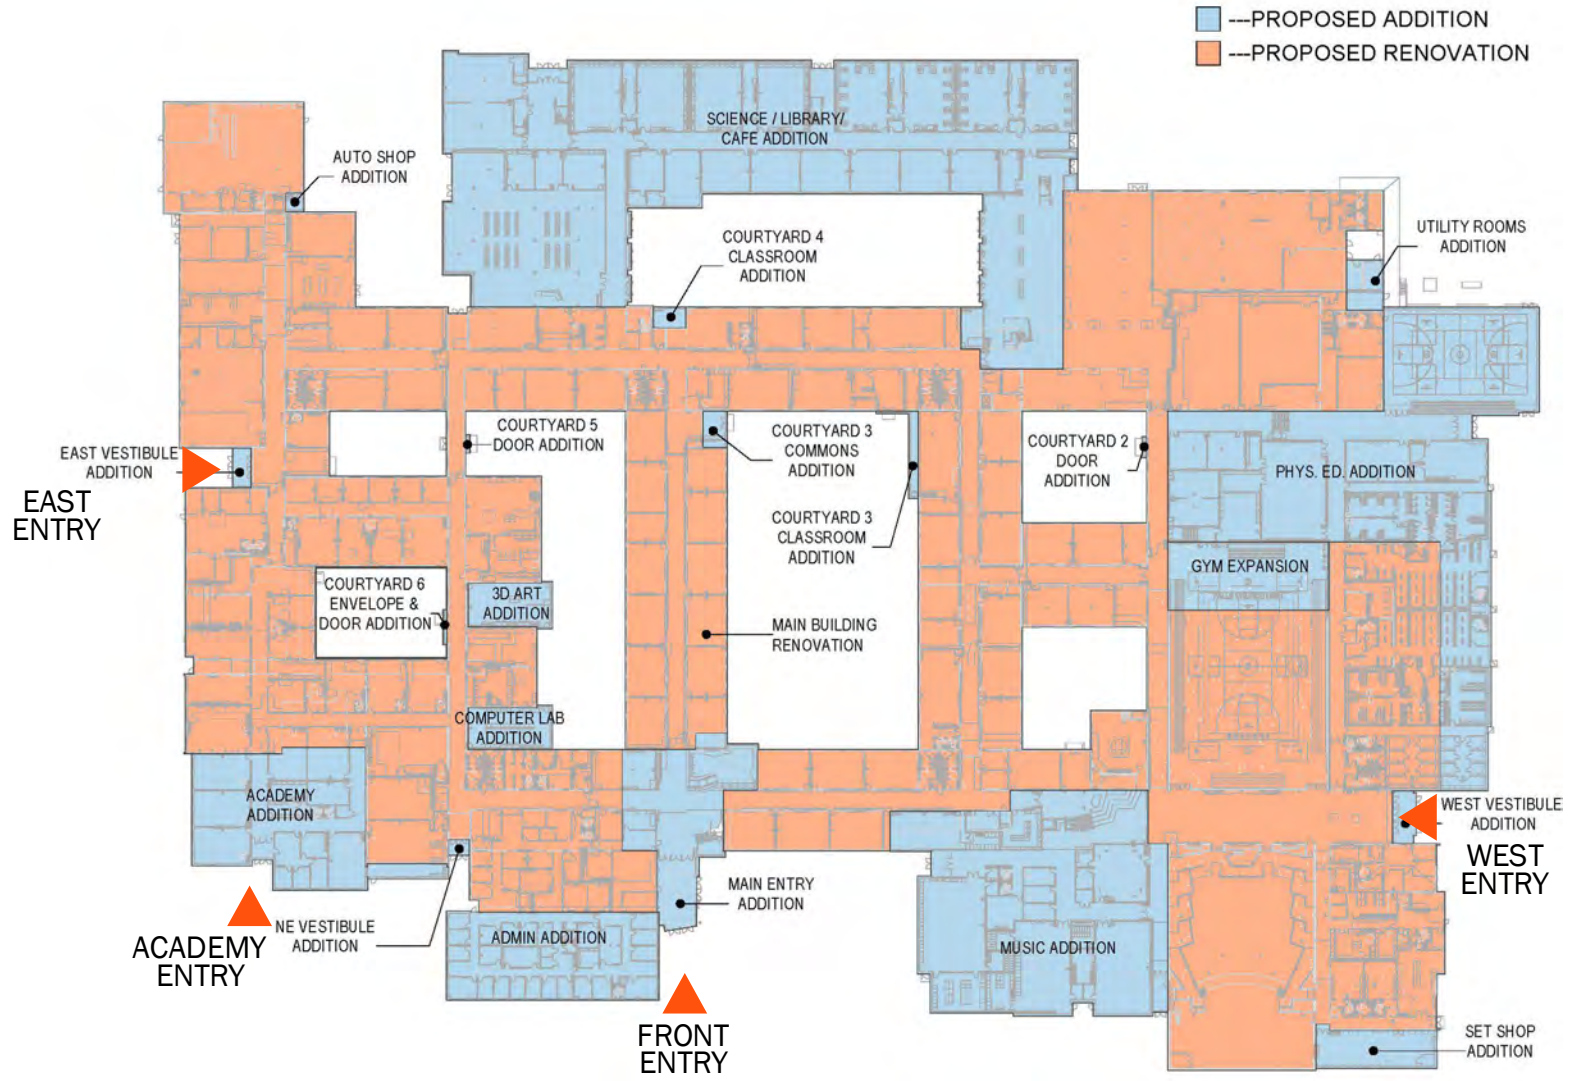 ---PROPOSED ADDITION
---PROPOSED RENOVATION
SCIENCE / LIBRARY/
CAFE ADDITION
AUTO SHOP
ADDITION
COURTYARD 4
CLASSROOM
ADDITION
UTILITY ROOMS
ADDITION
COURTYARD 5
DOOR ADDITION
COURTYARD 3
COMMONS
ADDITION
COURTYARD 2
DOOR
ADDITION
EAST VESTIBULE
ADDITION
EAST
ENTRY
PHYS. ED. ADDITION
COURTYARD 3
CLASSROOM
ADDITION
GYM EXPANSION
COURTYARD 6
ENVELOPE &
DOOR ADDITION
3D ART
ADDITION
MAIN BUILDING
RENOVATION
COMPUTER LAB
ADDITION
ACADEMY
ADDITION
WEST VESTIBULE
ADDITION
WEST
ENTRY
MAIN ENTRY
ADDITION
NE VESTIBULE
ADDITION
ADMIN ADDITION
MUSIC ADDITION
ACADEMY
ENTRY
FRONT
ENTRY
SET SHOP
ADDITION